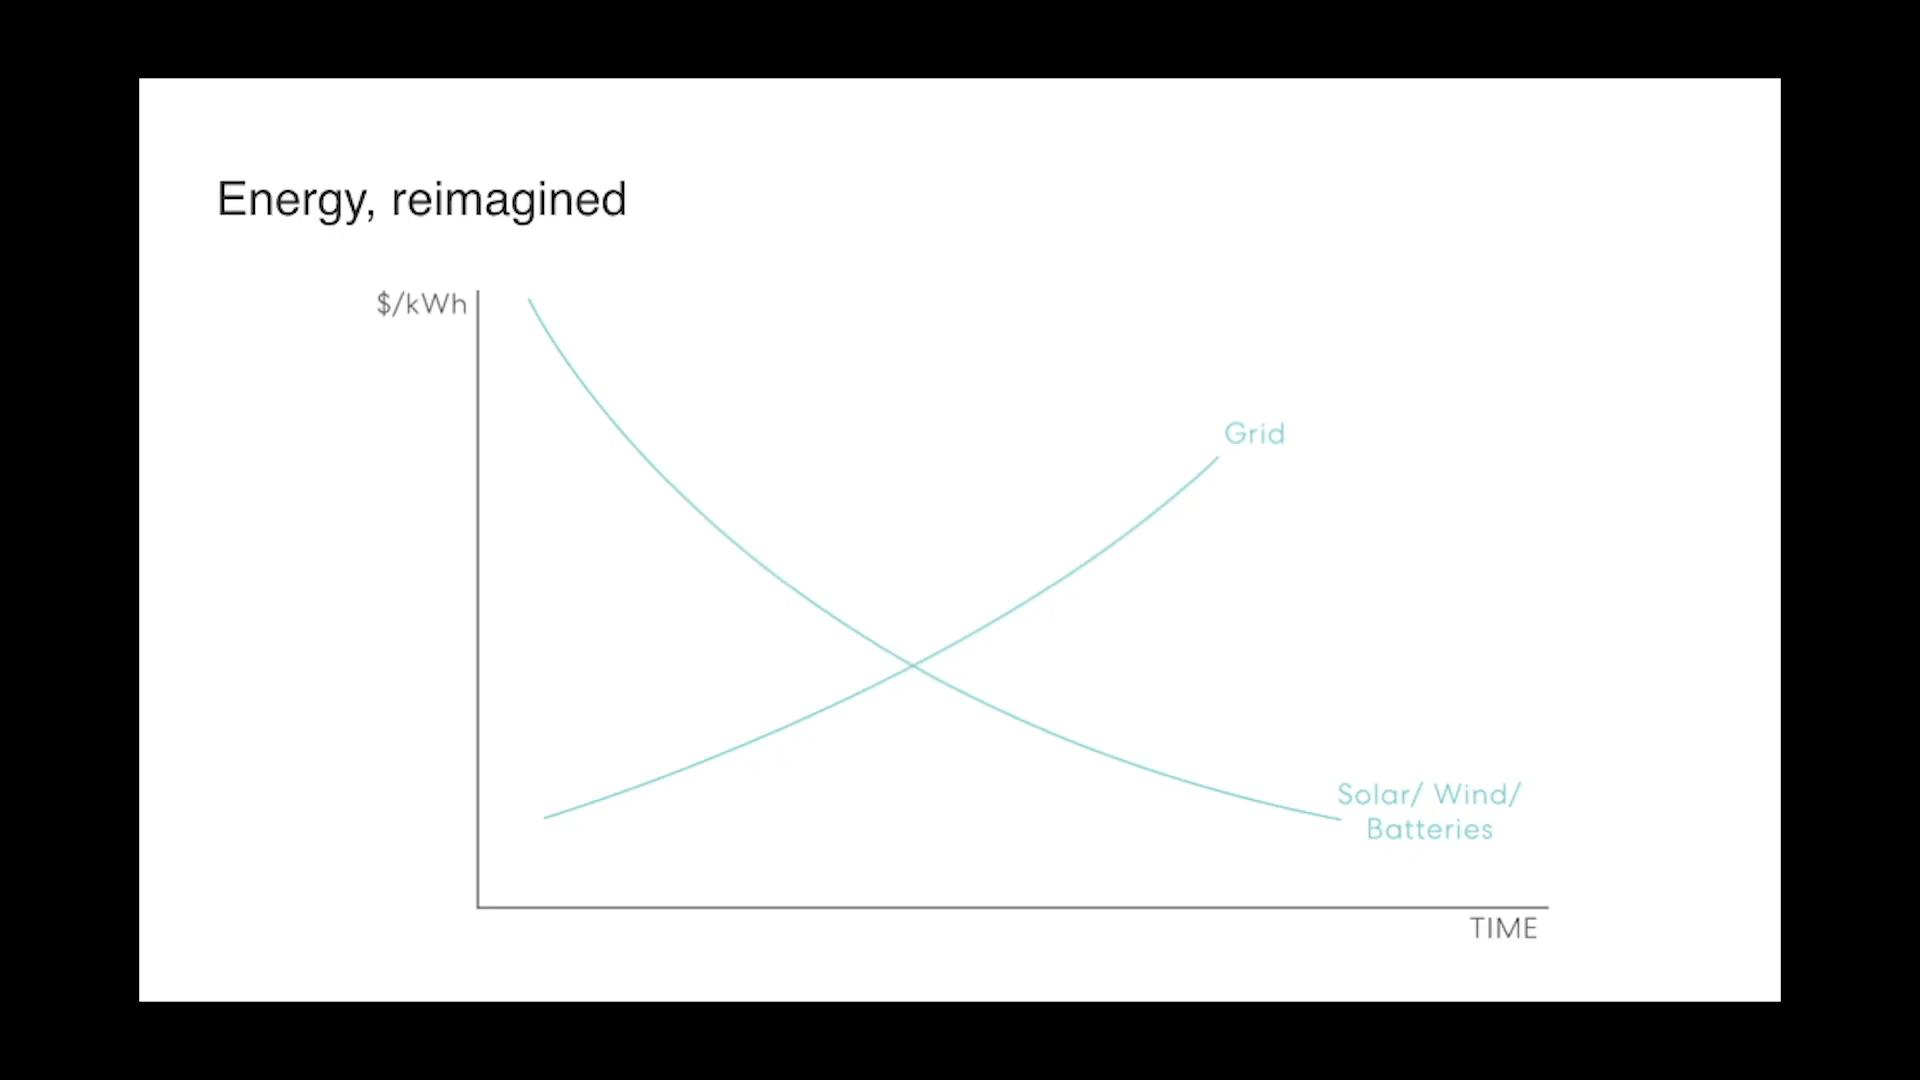 Energy, reimagined
$/kWh
Grid
Solar/ Wind/
Batteries
TIME